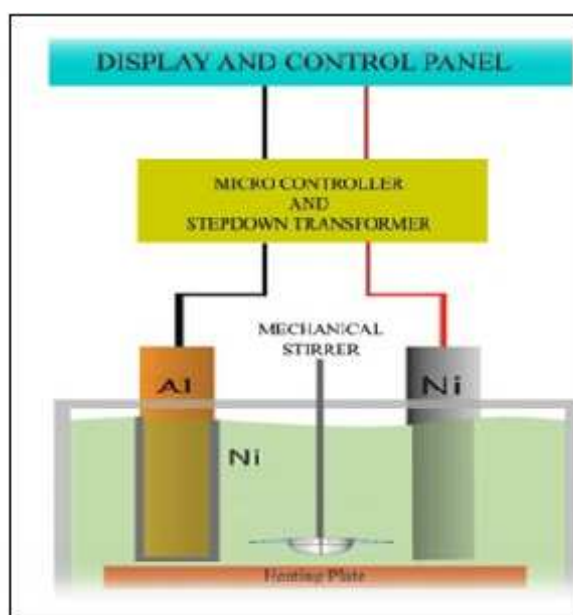 DISPLAY AND CONTROL PANEL
MICRO CONTROLLER
AND
STEPDOWN TRANSFORMER
MECHANICAL
STIRRER
Al
Ni
Ni
Heating Plate